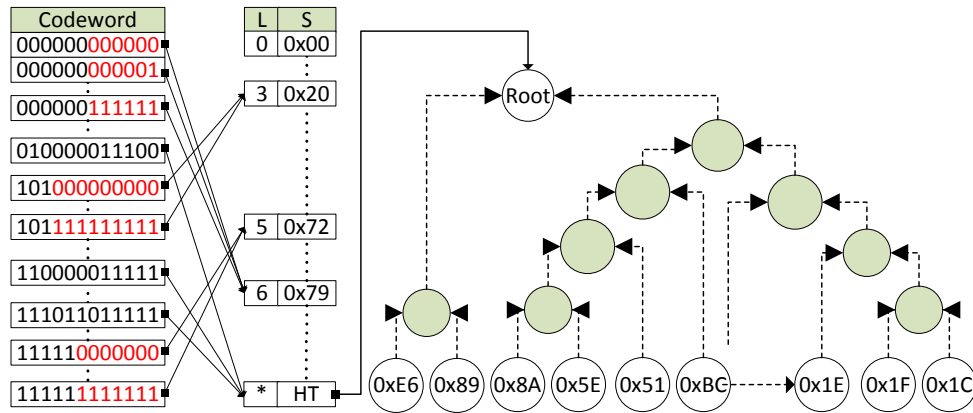 Codeword
000000000000
000000000001
000000111111
010000011100
101000000000
101111111111
110000011111
111011011111
111110000000
111111111111
L S
0 0x00
3 0x20
5 0x72
6 0x79
* HT
Root
0xE6 0x89 0x8A 0x5E 0x51 0xBC 0x1E 0x1F 0x1C